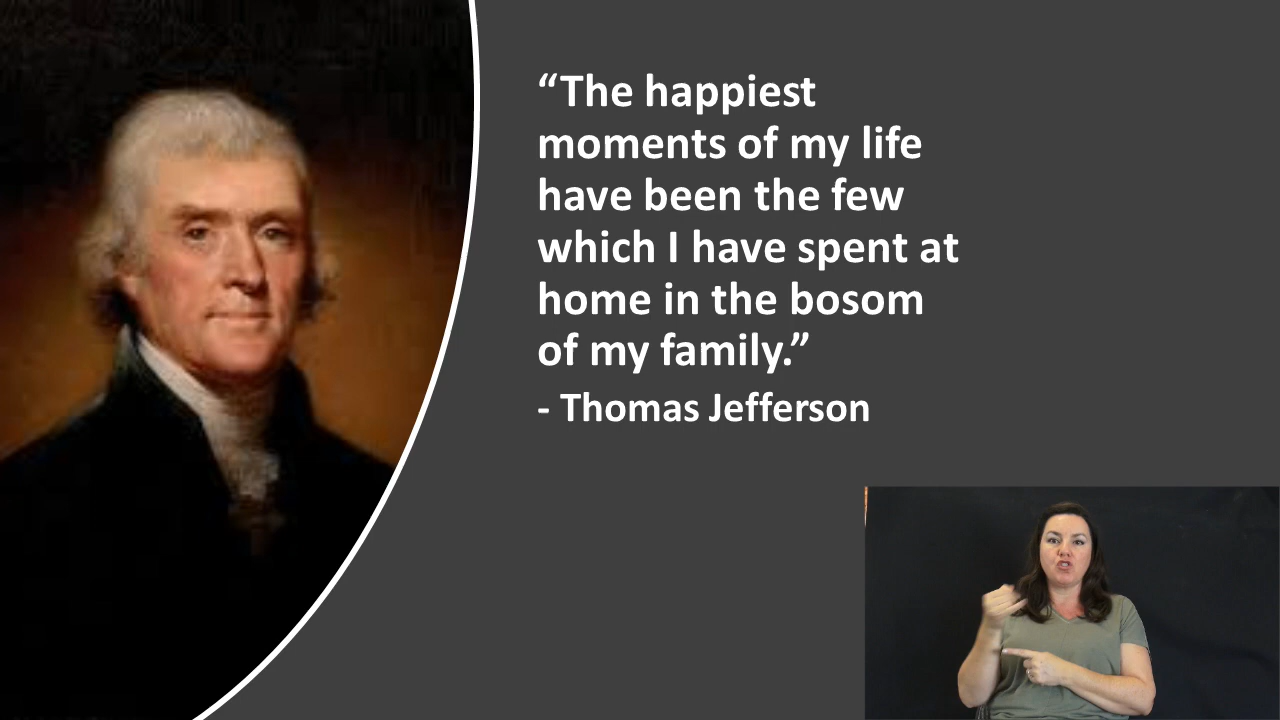 “The happiest
moments of my life
have been the few
which I have spent at
home in the bosom
of my family.”
- Thomas Jefferson